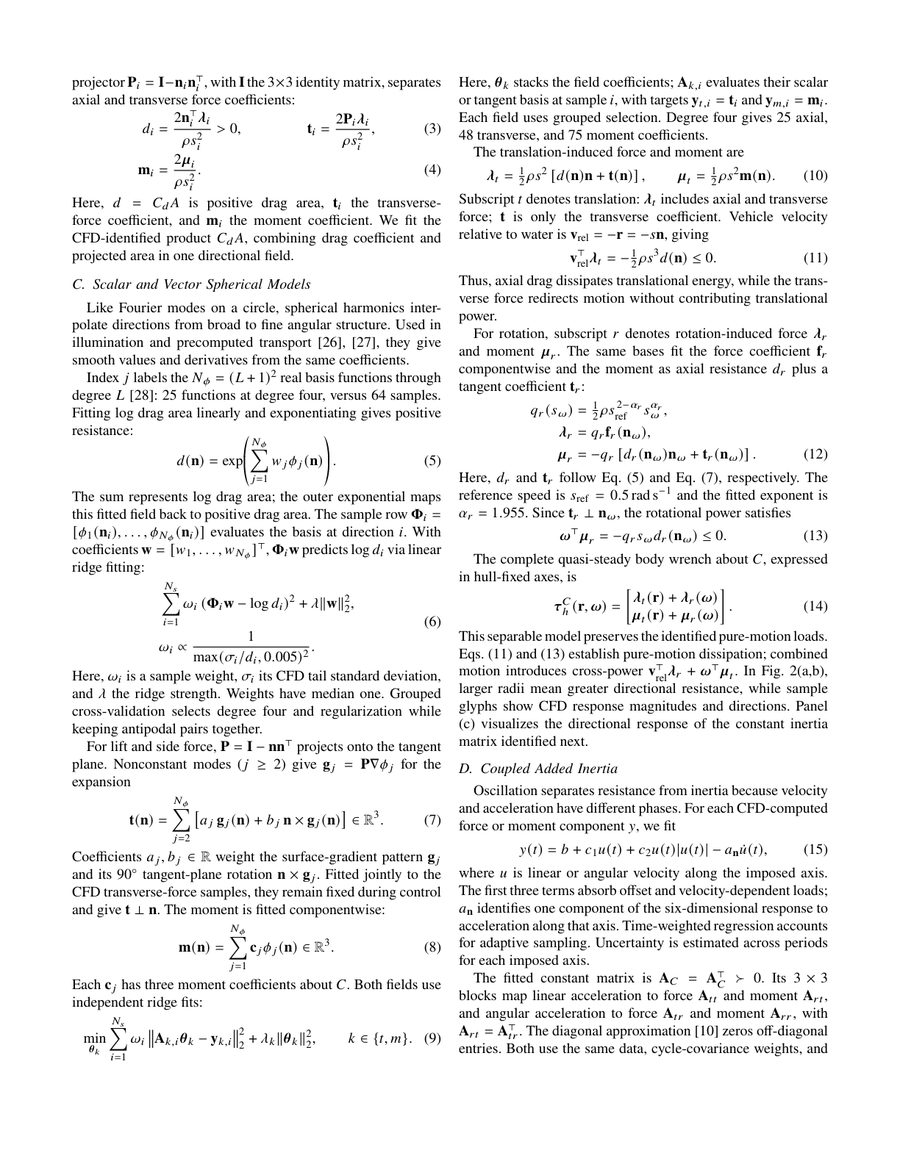 projector P_i = I−n_i n_i^⊤, with I the 3×3 identity matrix, separates
axial and transverse force coefficients:
d_i = 2n_i^⊤ λ_i / ρs_i^2 > 0, t_i = 2P_i λ_i / ρs_i^2, (3)
m_i = 2μ_i / ρs_i^2. (4)
Here, d = C_d A is positive drag area, t_i the transverse-
force coefficient, and m_i the moment coefficient. We fit the
CFD-identified product C_d A, combining drag coefficient and
projected area in one directional field.
C. Scalar and Vector Spherical Models
Like Fourier modes on a circle, spherical harmonics inter-
polate directions from broad to fine angular structure. Used in
illumination and precomputed transport [26], [27], they give
smooth values and derivatives from the same coefficients.
Index j labels the N_ϕ = (L + 1)^2 real basis functions through
degree L [28]: 25 functions at degree four, versus 64 samples.
Fitting log drag area linearly and exponentiating gives positive
resistance:
d(n) = exp(∑_{j=1}^{N_ϕ} w_j ϕ_j(n)). (5)
The sum represents log drag area; the outer exponential maps
this fitted field back to positive drag area. The sample row Φ_i =
[ϕ_1(n_i), . . . , ϕ_{N_ϕ}(n_i)] evaluates the basis at direction i. With
coefficients w = [w_1, . . . , w_{N_ϕ}]^⊤, Φ_i w predicts log d_i via linear
ridge fitting:
∑_{i=1}^{N_s} ω_i (Φ_i w − log d_i)^2 + λ‖w‖_2^2,
(6)
ω_i ∝ 1 / max(σ_i/d_i, 0.005)^2.
Here, ω_i is a sample weight, σ_i its CFD tail standard deviation,
and λ the ridge strength. Weights have median one. Grouped
cross-validation selects degree four and regularization while
keeping antipodal pairs together.
For lift and side force, P = I − nn^⊤ projects onto the tangent
plane. Nonconstant modes (j ≥ 2) give g_j = P∇ϕ_j for the
expansion
t(n) = ∑_{j=2}^{N_ϕ} [a_j g_j(n) + b_j n × g_j(n)] ∈ ℝ^3. (7)
Coefficients a_j, b_j ∈ ℝ weight the surface-gradient pattern g_j
and its 90° tangent-plane rotation n × g_j. Fitted jointly to the
CFD transverse-force samples, they remain fixed during control
and give t ⊥ n. The moment is fitted componentwise:
m(n) = ∑_{j=1}^{N_ϕ} c_j ϕ_j(n) ∈ ℝ^3. (8)
Each c_j has three moment coefficients about C. Both fields use
independent ridge fits:
min_{θ_k} ∑_{i=1}^{N_s} ω_i ‖A_{k,i} θ_k − y_{k,i}‖_2^2 + λ_k‖θ_k‖_2^2, k ∈ {t, m}. (9)
Here, θ_k stacks the field coefficients; A_{k,i} evaluates their scalar
or tangent basis at sample i, with targets y_{t,i} = t_i and y_{m,i} = m_i.
Each field uses grouped selection. Degree four gives 25 axial,
48 transverse, and 75 moment coefficients.
The translation-induced force and moment are
λ_t = ½ρs^2 [d(n)n + t(n)], μ_t = ½ρs^2 m(n). (10)
Subscript t denotes translation: λ_t includes axial and transverse
force; t is only the transverse coefficient. Vehicle velocity
relative to water is v_rel = −r = −sn, giving
v_rel^⊤ λ_t = −½ρs^3 d(n) ≤ 0. (11)
Thus, axial drag dissipates translational energy, while the trans-
verse force redirects motion without contributing translational
power.
For rotation, subscript r denotes rotation-induced force λ_r
and moment μ_r. The same bases fit the force coefficient f_r
componentwise and the moment as axial resistance d_r plus a
tangent coefficient t_r:
q_r(s_ω) = ½ρs_ref^{2−α_r} s_ω^{α_r},
λ_r = q_r f_r(n_ω),
μ_r = −q_r [d_r(n_ω)n_ω + t_r(n_ω)]. (12)
Here, d_r and t_r follow Eq. (5) and Eq. (7), respectively. The
reference speed is s_ref = 0.5 rad s^−1 and the fitted exponent is
α_r = 1.955. Since t_r ⊥ n_ω, the rotational power satisfies
ω^⊤ μ_r = −q_r s_ω d_r(n_ω) ≤ 0. (13)
The complete quasi-steady body wrench about C, expressed
in hull-fixed axes, is
τ_h^C(r, ω) = [λ_t(r) + λ_r(ω); μ_t(r) + μ_r(ω)]. (14)
This separable model preserves the identified pure-motion loads.
Eqs. (11) and (13) establish pure-motion dissipation; combined
motion introduces cross-power v_rel^⊤ λ_r + ω^⊤ μ_t. In Fig. 2(a,b),
larger radii mean greater directional resistance, while sample
glyphs show CFD response magnitudes and directions. Panel
(c) visualizes the directional response of the constant inertia
matrix identified next.
D. Coupled Added Inertia
Oscillation separates resistance from inertia because velocity
and acceleration have different phases. For each CFD-computed
force or moment component y, we fit
y(t) = b + c_1 u(t) + c_2 u(t)|u(t)| − a_n u̇(t), (15)
where u is linear or angular velocity along the imposed axis.
The first three terms absorb offset and velocity-dependent loads;
a_n identifies one component of the six-dimensional response to
acceleration along that axis. Time-weighted regression accounts
for adaptive sampling. Uncertainty is estimated across periods
for each imposed axis.
The fitted constant matrix is A_C = A_C^⊤ ≻ 0. Its 3 × 3
blocks map linear acceleration to force A_tt and moment A_rt,
and angular acceleration to force A_tr and moment A_rr, with
A_rt = A_tr^⊤. The diagonal approximation [10] zeros off-diagonal
entries. Both use the same data, cycle-covariance weights, and